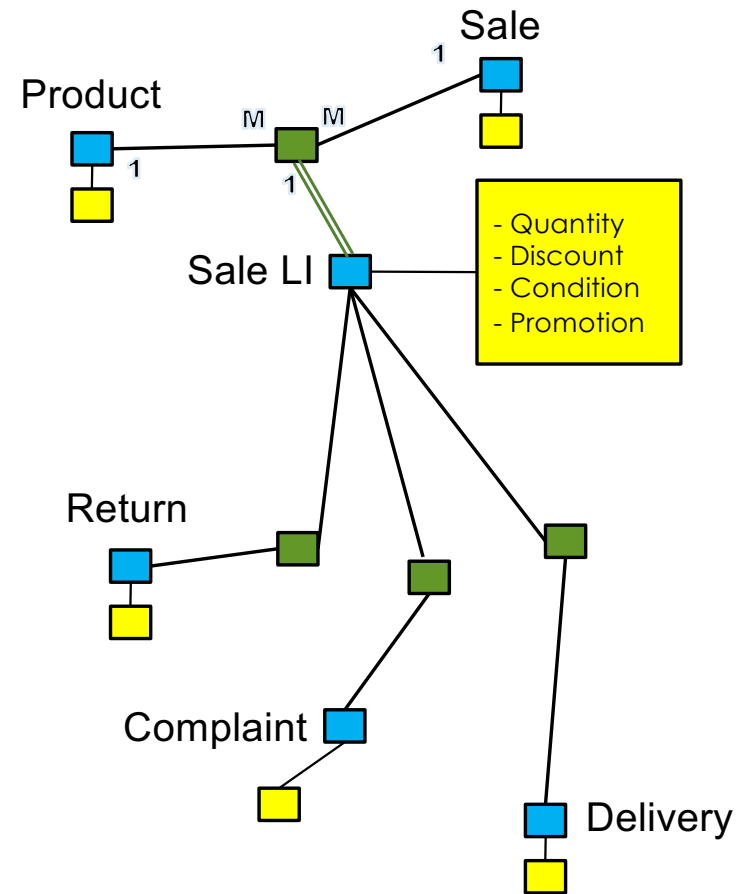 Sale
1
Product
M
M
1
1
- Quantity
Sale LI
- Discount
- Condition
- Promotion
Return
Complaint
Delivery